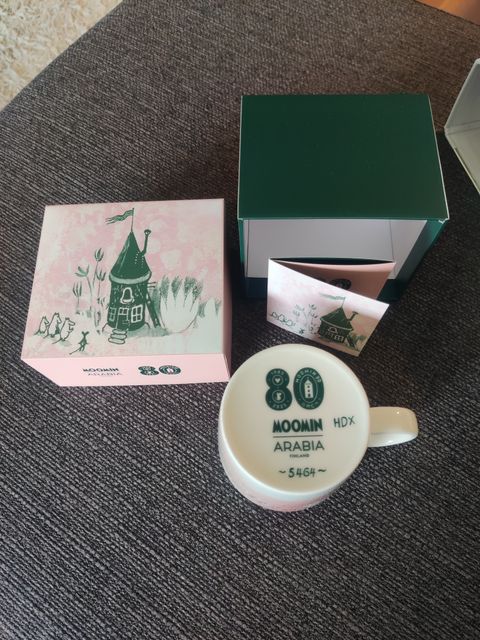 MOOMIN
ARABIA
80
80
MOOMIN
HDX
ARABIA
FINLAND
~5464~